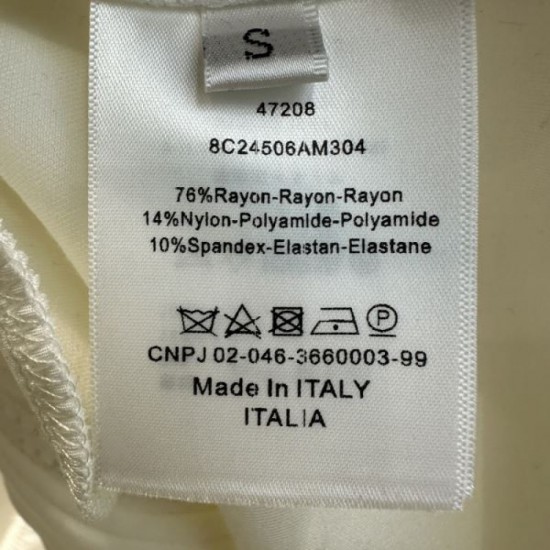 S
47208
8C24506AM304
76%Rayon-Rayon-Rayon
14%Nylon-Polyamide-Polyamide
10%Spandex-Elastan-Elastane
P
CNPJ 02-046-3660003-99
Made In ITALY
ITALIA